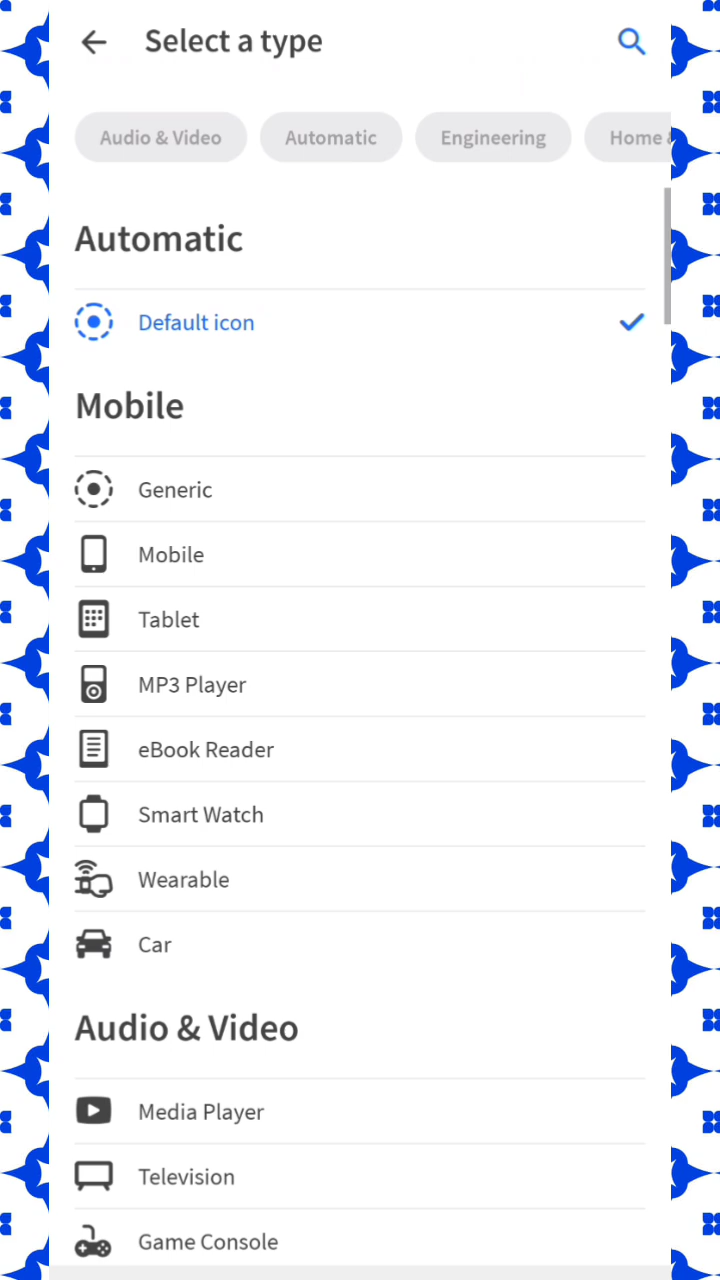 Select a type
Audio & Video
Automatic
Engineering
Home &
Automatic
Default icon
Mobile
Generic
Mobile
Tablet
MP3 Player
eBook Reader
Smart Watch
Wearable
Car
Audio & Video
Media Player
Television
Game Console